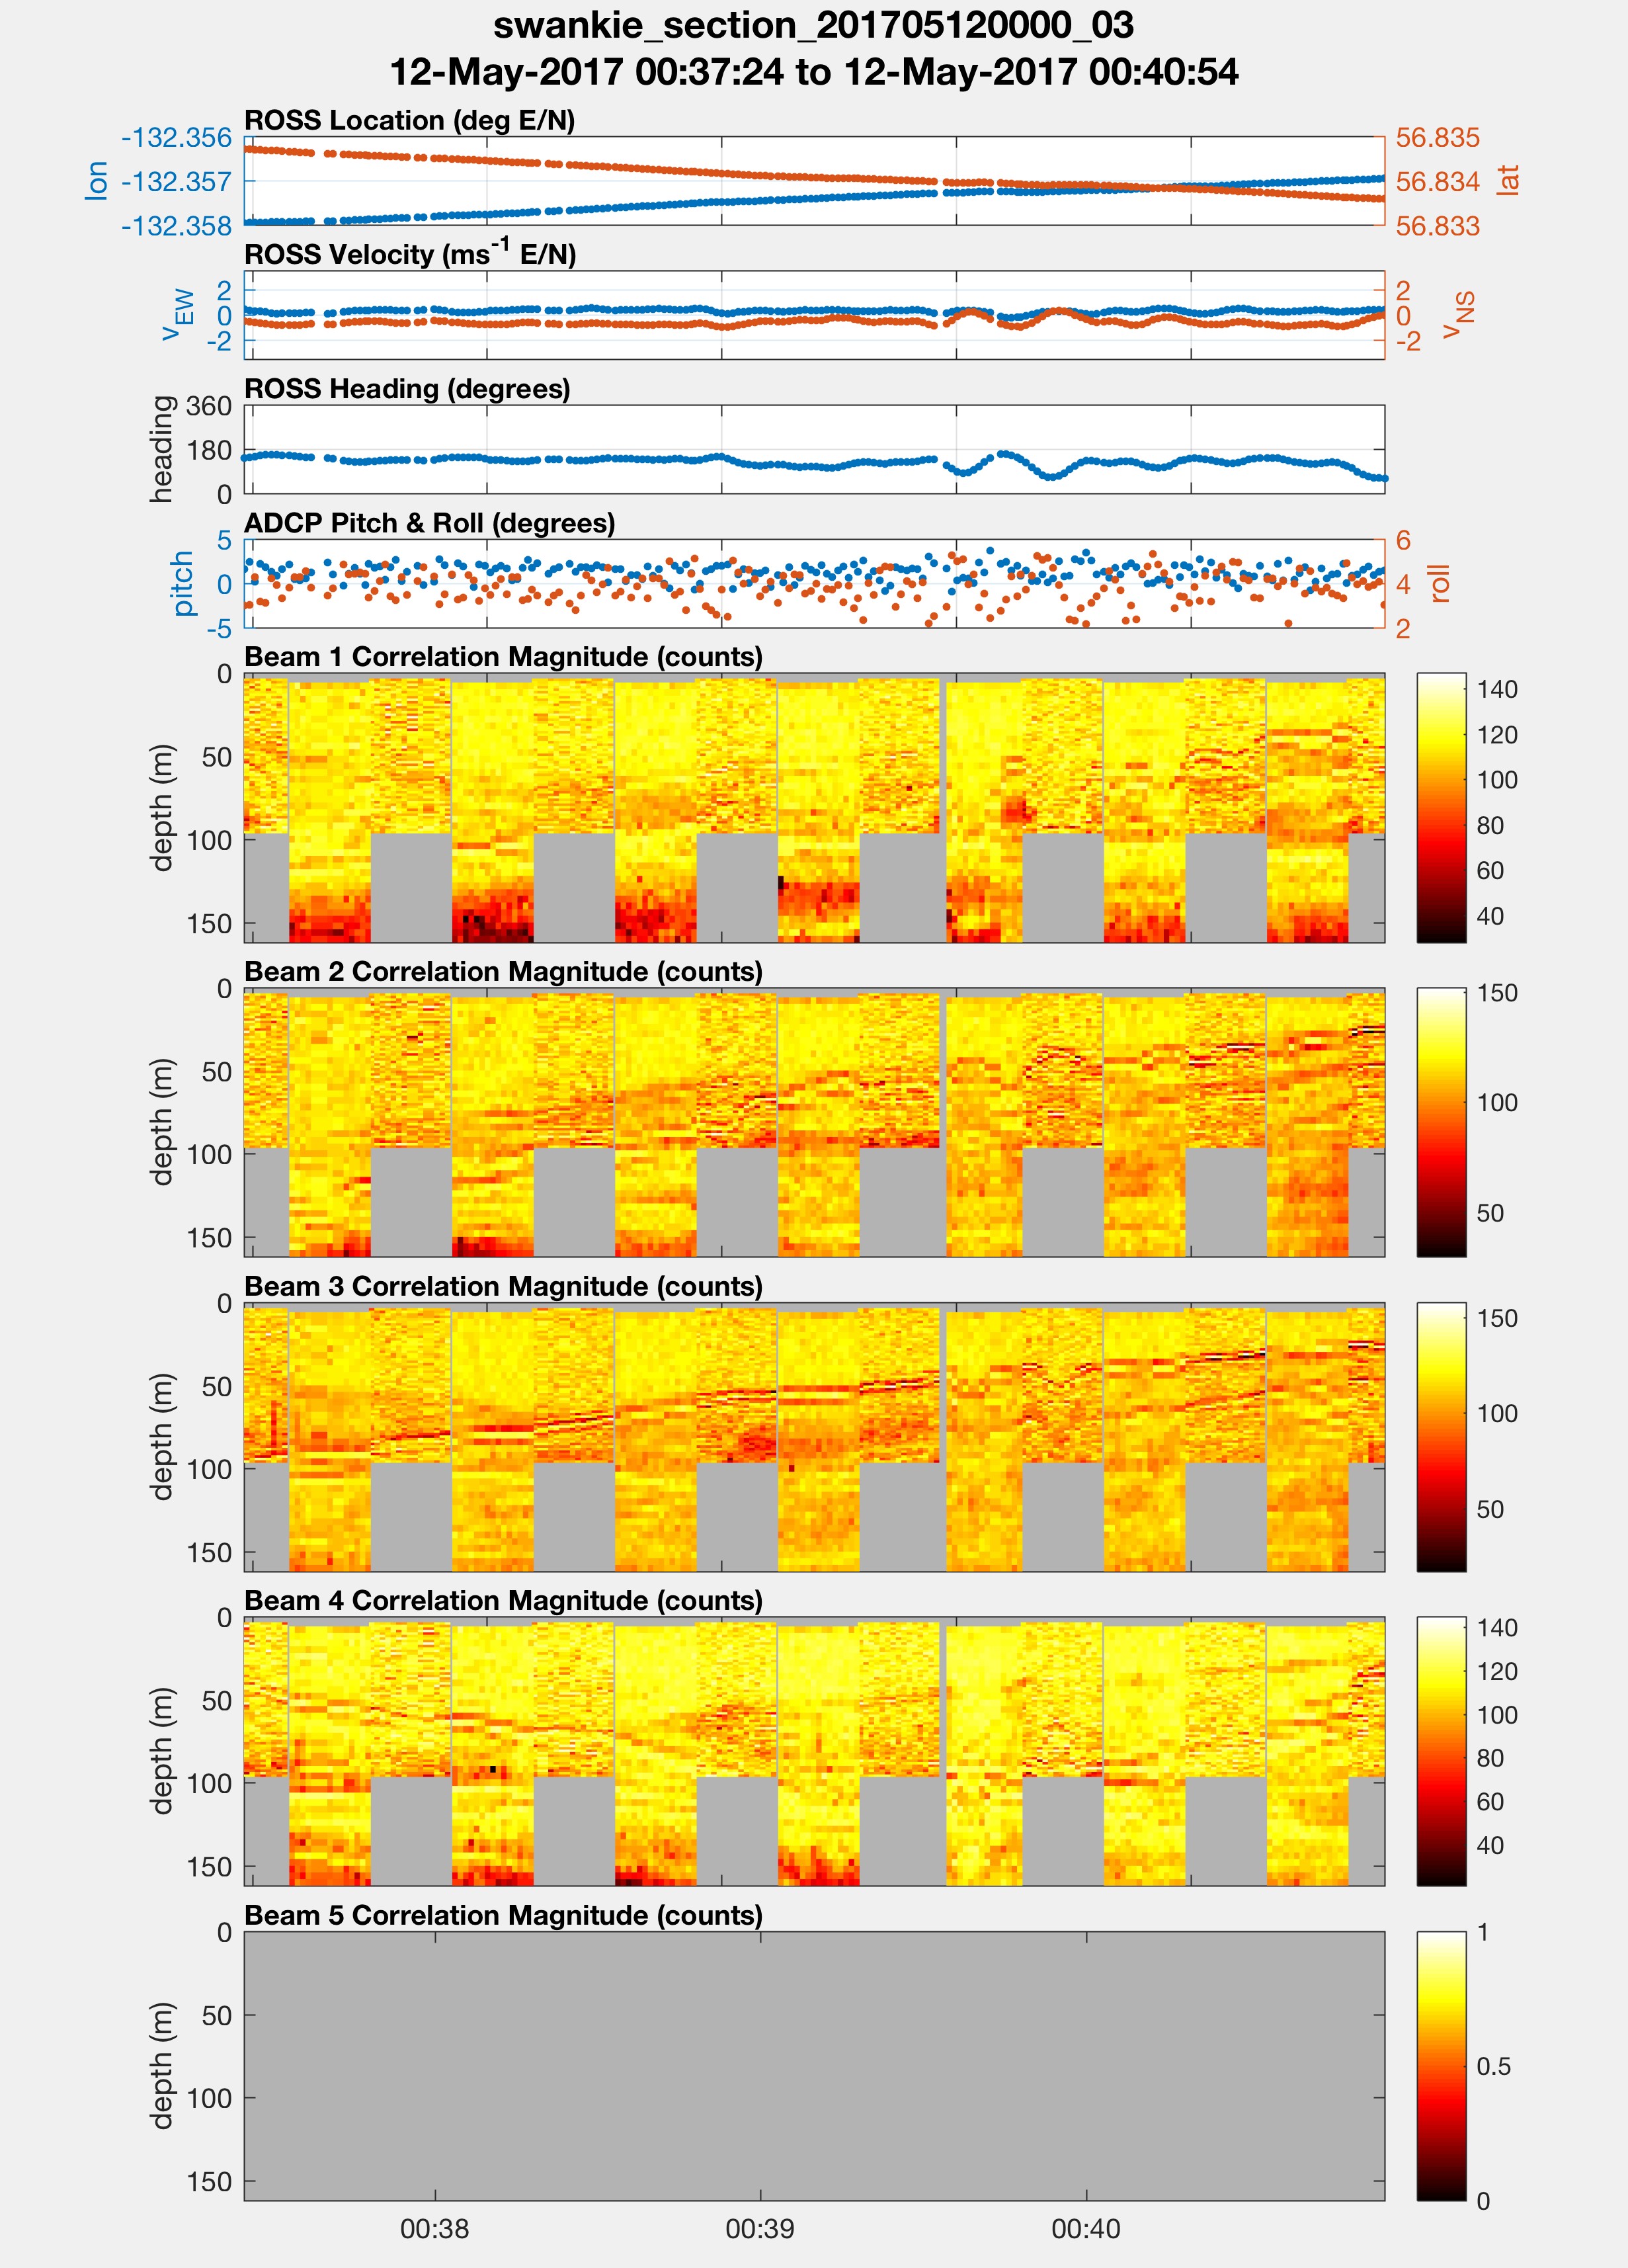 swankie_section_201705120000_03
12-May-2017 00:37:24 to 12-May-2017 00:40:54
ROSS Location (deg E/N)
-132.356
-132.357
-132.358
lon
56.835
56.834
56.833
lat
ROSS Velocity (ms-1 E/N)
2
0
-2
vEW
2
0
-2
vNS
ROSS Heading (degrees)
360
180
0
heading
ADCP Pitch & Roll (degrees)
5
0
-5
pitch
6
4
2
roll
Beam 1 Correlation Magnitude (counts)
0
50
100
150
depth (m)
140
120
100
80
60
40
Beam 2 Correlation Magnitude (counts)
0
50
100
150
depth (m)
150
100
50
Beam 3 Correlation Magnitude (counts)
0
50
100
150
depth (m)
150
100
50
Beam 4 Correlation Magnitude (counts)
0
50
100
150
depth (m)
140
120
100
80
60
40
Beam 5 Correlation Magnitude (counts)
0
50
100
150
depth (m)
1
0.5
0
00:38
00:39
00:40